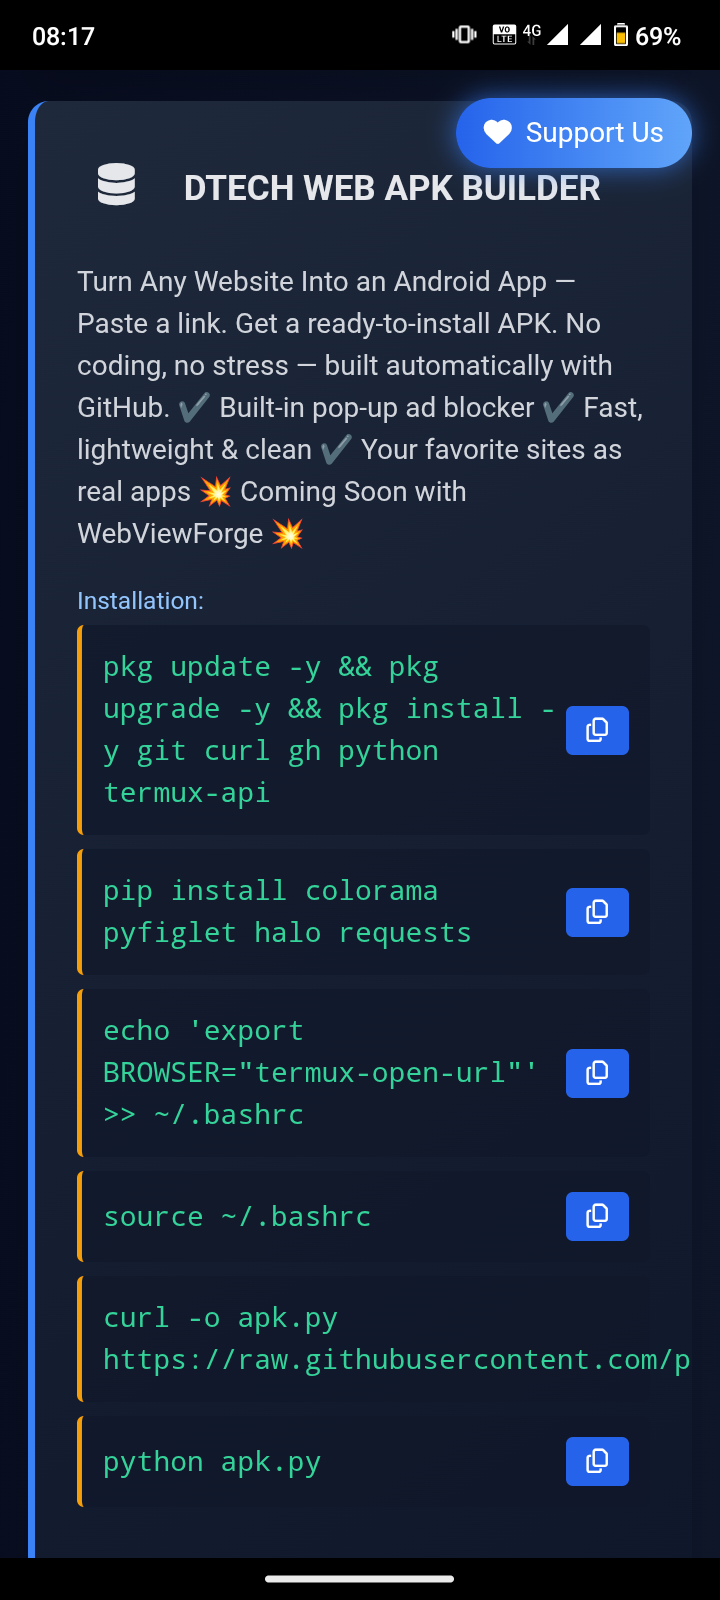 08:17
VO LTE 4G 69%
Support Us
DTECH WEB APK BUILDER
Turn Any Website Into an Android App —
Paste a link. Get a ready-to-install APK. No
coding, no stress — built automatically with
GitHub. ✔️ Built-in pop-up ad blocker ✔️ Fast,
lightweight & clean ✔️ Your favorite sites as
real apps 💥 Coming Soon with
WebViewForge 💥
Installation:
pkg update -y && pkg
upgrade -y && pkg install -
y git curl gh python
termux-api
pip install colorama
pyfiglet halo requests
echo 'export
BROWSER="termux-open-url"'
>> ~/.bashrc
source ~/.bashrc
curl -o apk.py
https://raw.githubusercontent.com/p
python apk.py